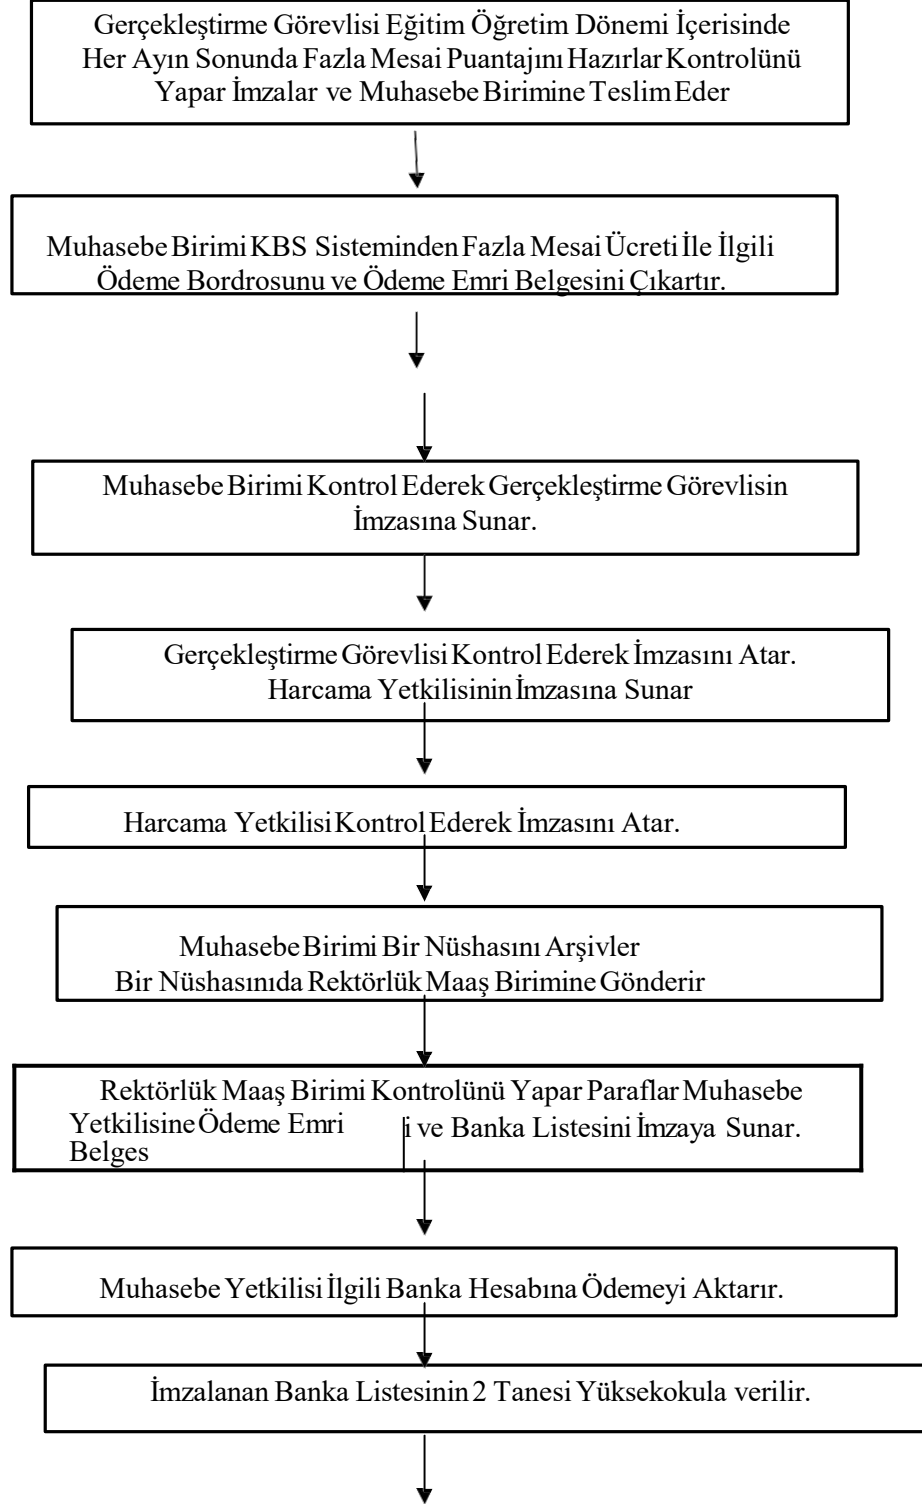 Gerçekleştirme Görevlisi Eğitim Öğretim Dönemi İçerisinde
Her Ayın Sonunda Fazla Mesai Puantajını Hazırlar Kontrolünü
Yapar İmzalar ve Muhasebe Birimine Teslim Eder
Muhasebe Birimi KBS Sisteminden Fazla Mesai Ücreti İle İlgili
Ödeme Bordrosunu ve Ödeme Emri Belgesini Çıkartır.
Muhasebe Birimi Kontrol Ederek Gerçekleştirme Görevlisin
İmzasına Sunar.
Gerçekleştirme Görevlisi Kontrol Ederek İmzasını Atar.
Harcama Yetkilisinin İmzasına Sunar
Harcama Yetkilisi Kontrol Ederek İmzasını Atar.
Muhasebe Birimi Bir Nüshasını Arşivler
Bir Nüshasınıda Rektörlük Maaş Birimine Gönderir
Rektörlük Maaş Birimi Kontrolünü Yapar Paraflar Muhasebe
Yetkilisine Ödeme Emri
Belges
i ve Banka Listesini İmzaya Sunar.
Muhasebe Yetkilisi İlgili Banka Hesabına Ödemeyi Aktarır.
İmzalanan Banka Listesinin 2 Tanesi Yüksekokula verilir.